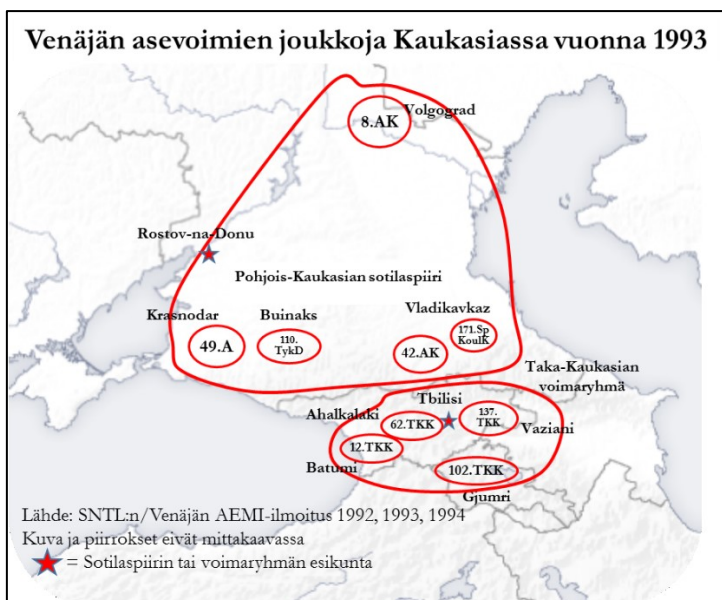 Venäjän asevoimien joukkoja Kaukasiassa vuonna 1993
Volgograd
8.AK
Rostov-na-Donu
Pohjois-Kaukasian sotilaspiiri
Krasnodar
Buinaks
Vladikavkaz
49.A
110.
TykD
42.AK
171.Sp
KoulK
Taka-Kaukasian
voimaryhmä
Tbilisi
Ahalkalaki
62.TKK
137.
TKK
Vaziani
12.TKK
Batumi
102.TKK
Gjumri
Lähde: SNTL:n/Venäjän AEMI-ilmoitus 1992, 1993, 1994
Kuva ja piirrokset eivät mittakaavassa
= Sotilaspiirin tai voimaryhmän esikunta